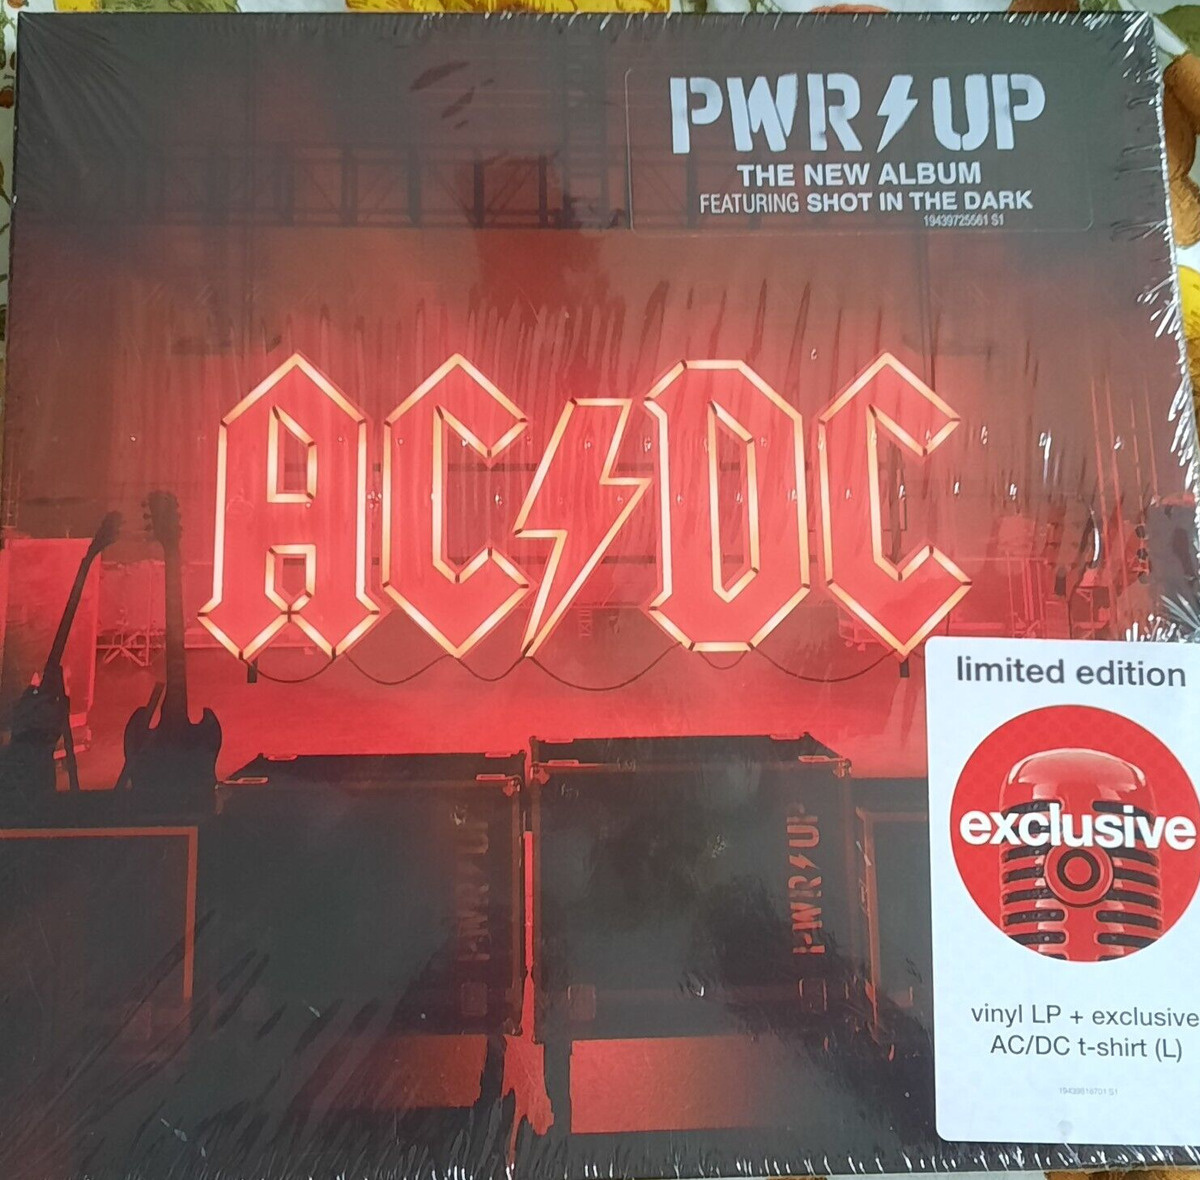 PWR⚡UP
THE NEW ALBUM
FEATURING SHOT IN THE DARK
19439725561 S1
AC⚡DC
limited edition
exclusive
vinyl LP + exclusive
AC/DC t-shirt (L)
PWR⚡UP
PWR⚡UP